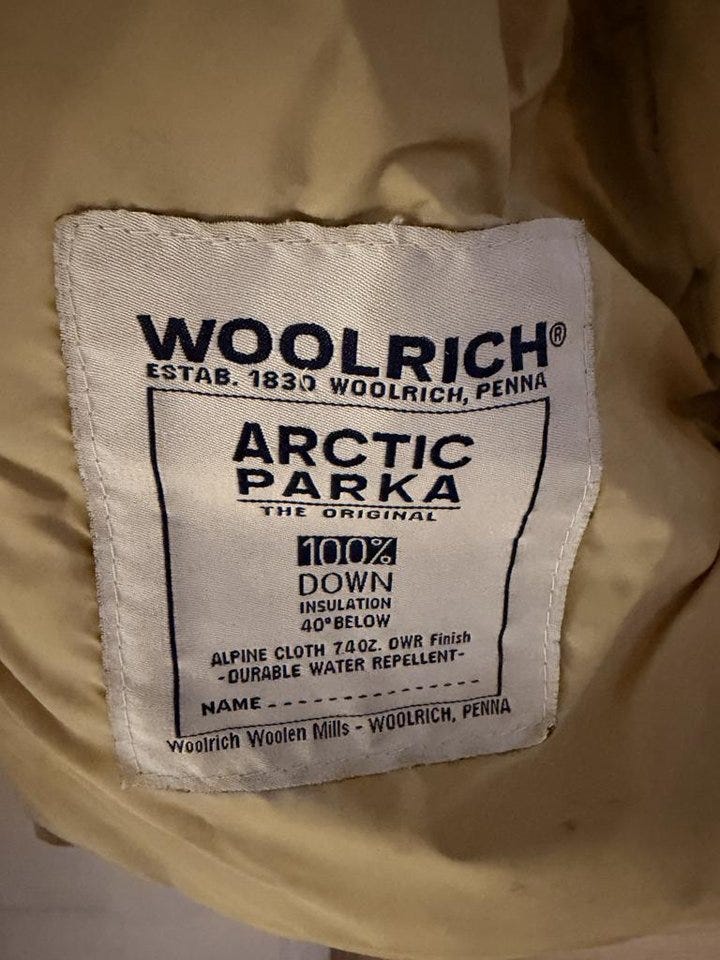 WOOLRICH®
ESTAB. 1830 WOOLRICH, PENNA
ARCTIC
PARKA
THE ORIGINAL
100%
DOWN
INSULATION
40° BELOW
ALPINE CLOTH 7.4 OZ. DWR Finish
-DURABLE WATER REPELLENT-
NAME - - - - - - - - - - - - - - - -
Woolrich Woolen Mills - WOOLRICH, PENNA